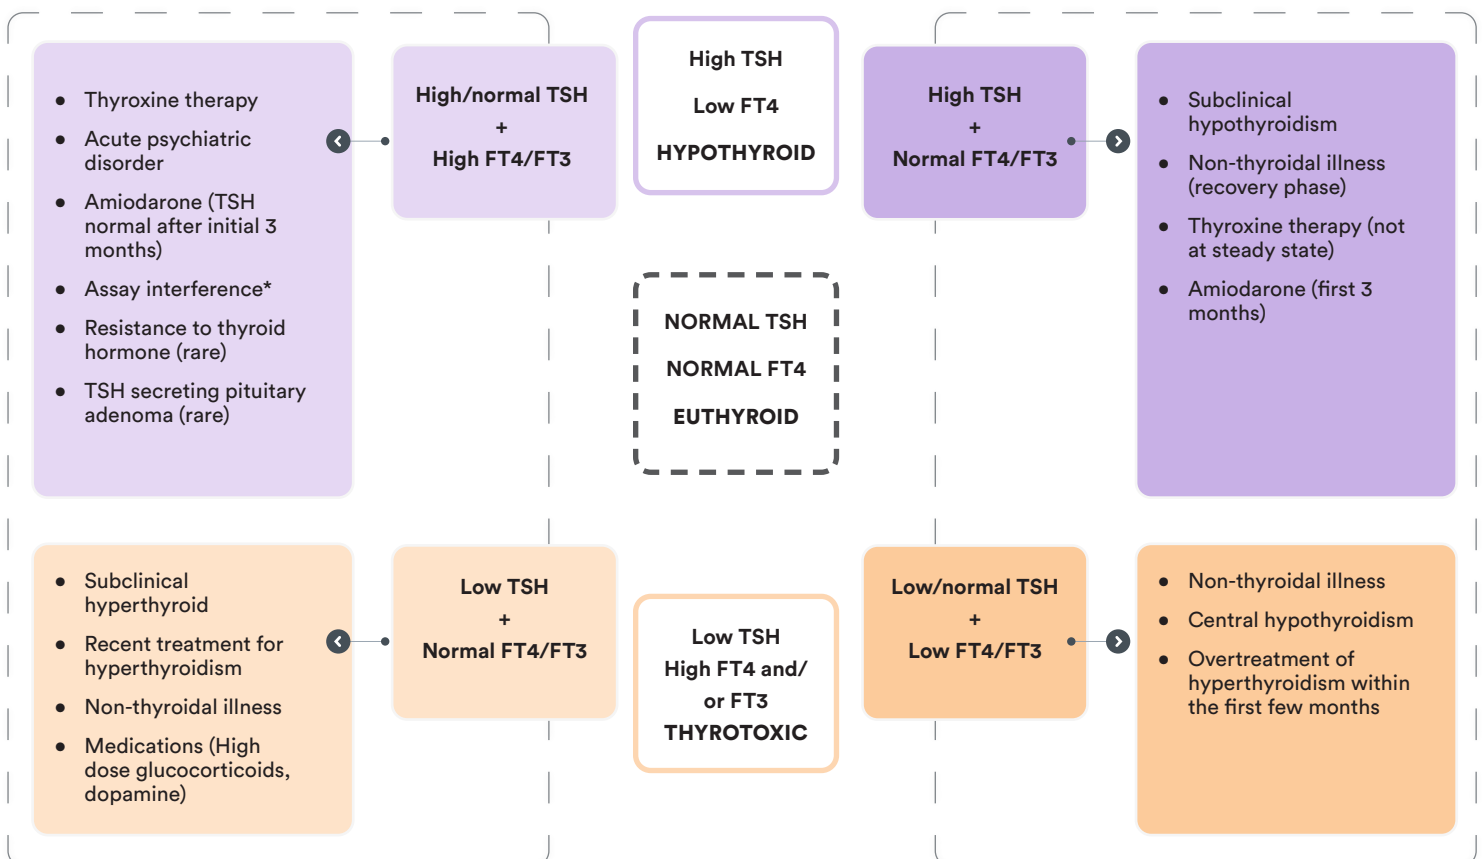 ● Thyroxine therapy
● Acute psychiatric
disorder
● Amiodarone (TSH
normal after initial 3
months)
● Assay interference*
● Resistance to thyroid
hormone (rare)
● TSH secreting pituitary
adenoma (rare)
High/normal TSH
+
High FT4/FT3
High TSH
Low FT4
HYPOTHYROID
High TSH
+
Normal FT4/FT3
● Subclinical
hypothyroidism
● Non-thyroidal illness
(recovery phase)
● Thyroxine therapy (not
at steady state)
● Amiodarone (first 3
months)
NORMAL TSH
NORMAL FT4
EUTHYROID
● Subclinical
hyperthyroid
● Recent treatment for
hyperthyroidism
● Non-thyroidal illness
● Medications (High
dose glucocorticoids,
dopamine)
Low TSH
+
Normal FT4/FT3
Low TSH
High FT4 and/
or FT3
THYROTOXIC
Low/normal TSH
+
Low FT4/FT3
● Non-thyroidal illness
● Central hypothyroidism
● Overtreatment of
hyperthyroidism within
the first few months